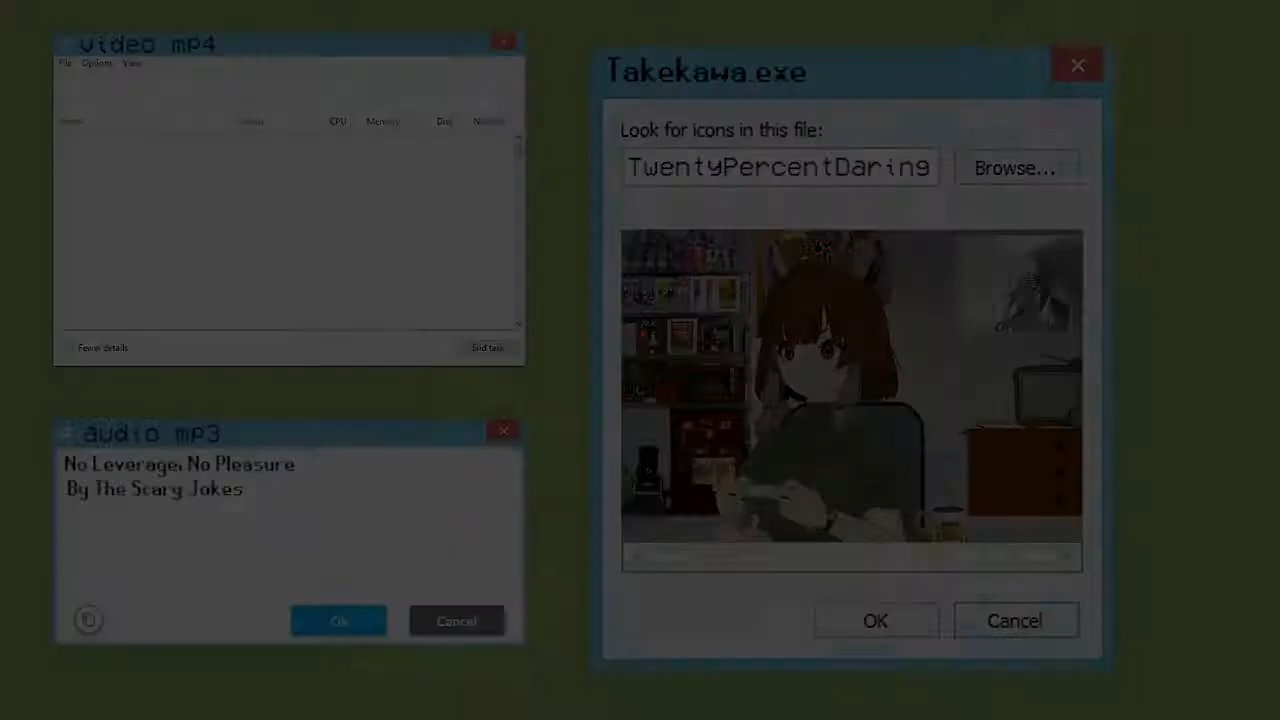 video mp4
File Options View
CPU Memory Disk
Fewer details
End task
audio mp3
No Leverage, No Pleasure
By The Scary Jokes
Ok Cancel
Takekawa.exe
Look for icons in this file:
TwentyPercentDaring
Browse...
OK Cancel